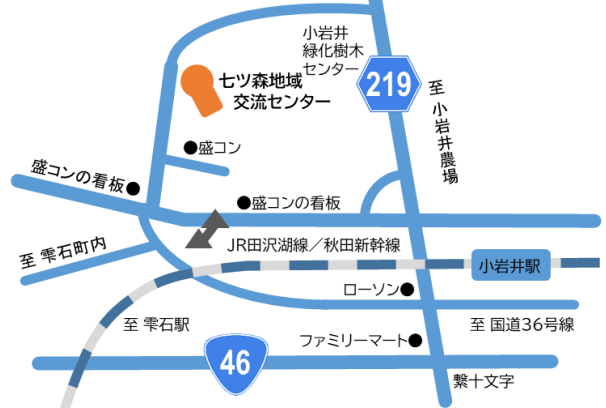 小岩井
緑化樹木
センター
219
七ツ森地域
交流センター
至 小岩井農場
盛コン
盛コンの看板
盛コンの看板
至 雫石町内
JR田沢湖線／秋田新幹線
小岩井駅
ローソン
至 雫石駅
至 国道36号線
ファミリーマート
46
繋十文字